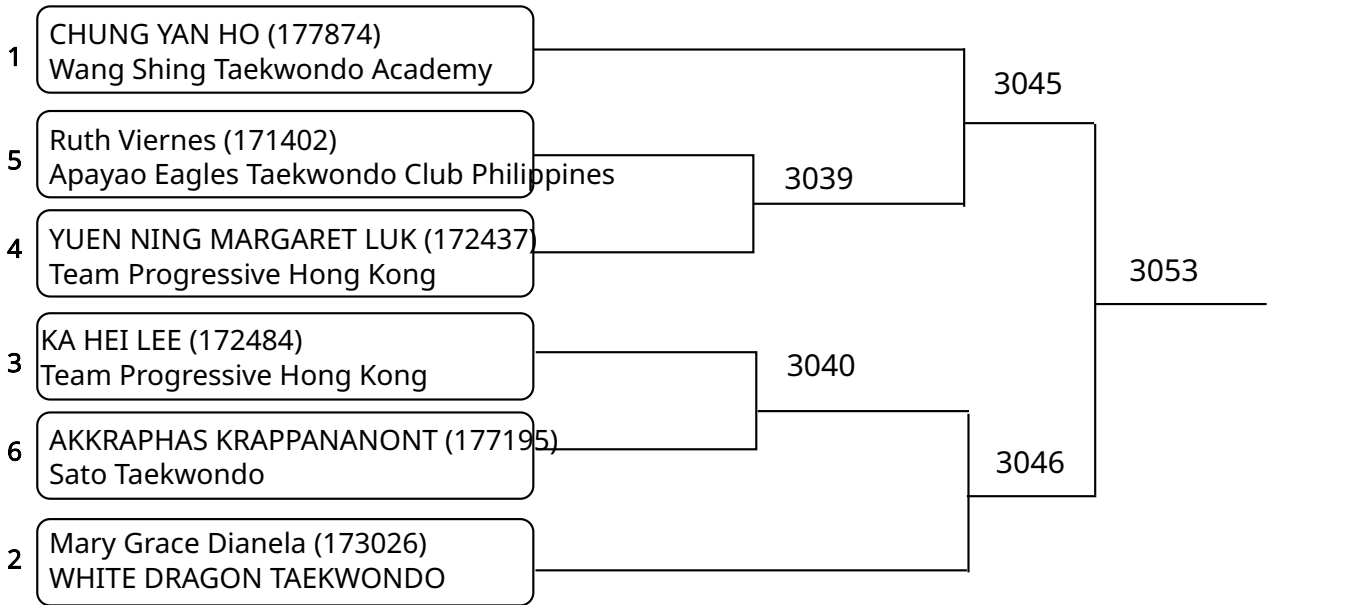 1
CHUNG YAN HO (177874)
Wang Shing Taekwondo Academy
3045
5
Ruth Viernes (171402)
Apayao Eagles Taekwondo Club Philippines
3039
4
YUEN NING MARGARET LUK (172437)
Team Progressive Hong Kong
3053
3
KA HEI LEE (172484)
Team Progressive Hong Kong
3040
6
AKKRAPHAS KRAPPANANONT (177195)
Sato Taekwondo
3046
2
Mary Grace Dianela (173026)
WHITE DRAGON TAEKWONDO